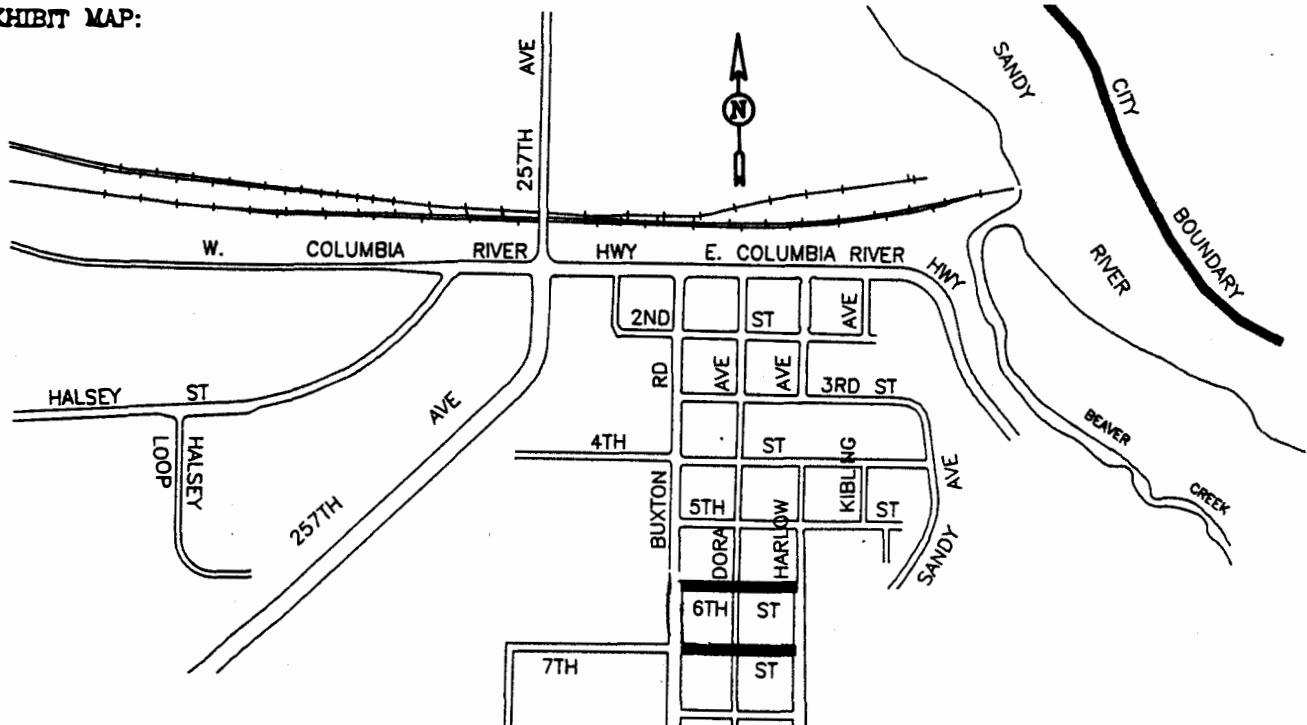 XHIBIT MAP:
257TH AVE
N
SANDY
RIVER
CITY
BOUNDARY
W. COLUMBIA RIVER HWY E. COLUMBIA RIVER HWY
2ND ST
AVE
RD
AVE
AVE
3RD ST
HALSEY ST
HALSEY
LOOP
257TH AVE
4TH ST
BUXTON
5TH ST
DORA
HARLOW
KIBLING
SANDY AVE
BEAVER
CREEK
6TH ST
7TH ST